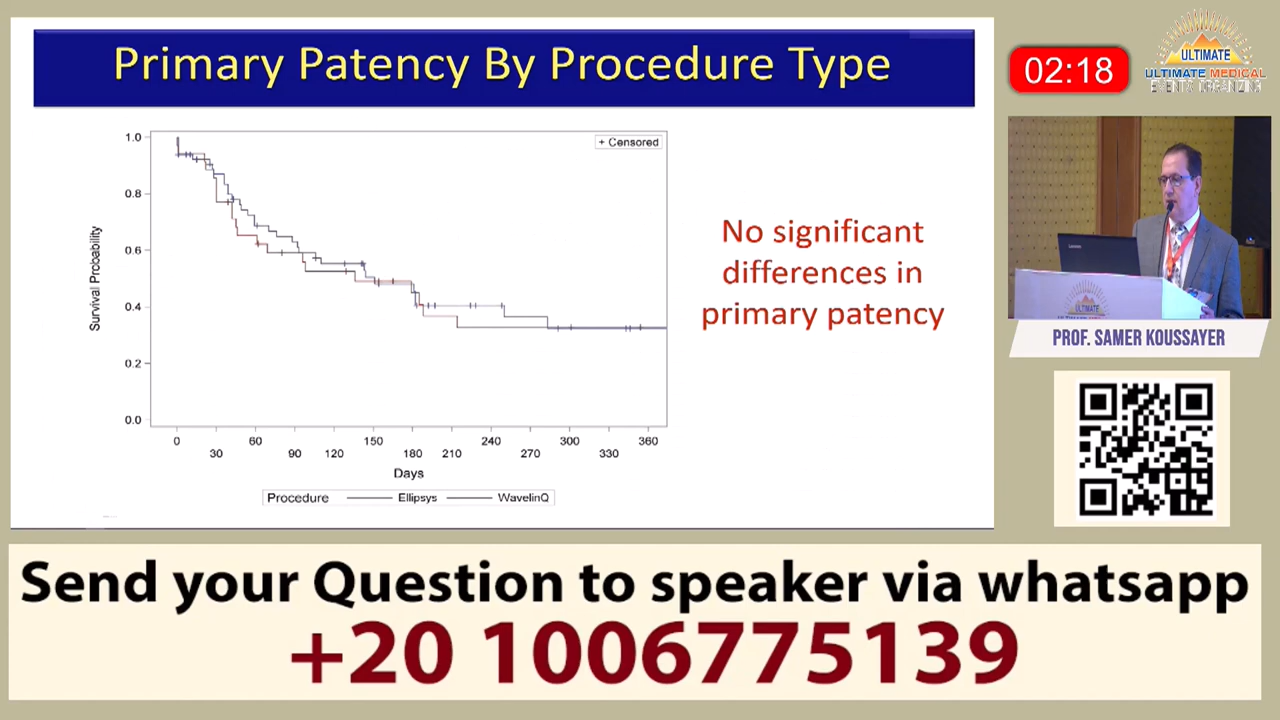 Primary Patency By Procedure Type
02:18
ULTIMATE
ULTIMATE MEDICAL
EVENTS ORGANIZING
+ Censored
1.0
0.8
0.6
0.4
0.2
0.0
Survival Probability
0
60
150
180
240
300
360
30
90
120
210
270
330
Days
Procedure
Ellipsys
WavelinQ
No significant
differences in
primary patency
ULTIMATE
PROF. SAMER KOUSSAYER
Send your Question to speaker via whatsapp
+20 1006775139